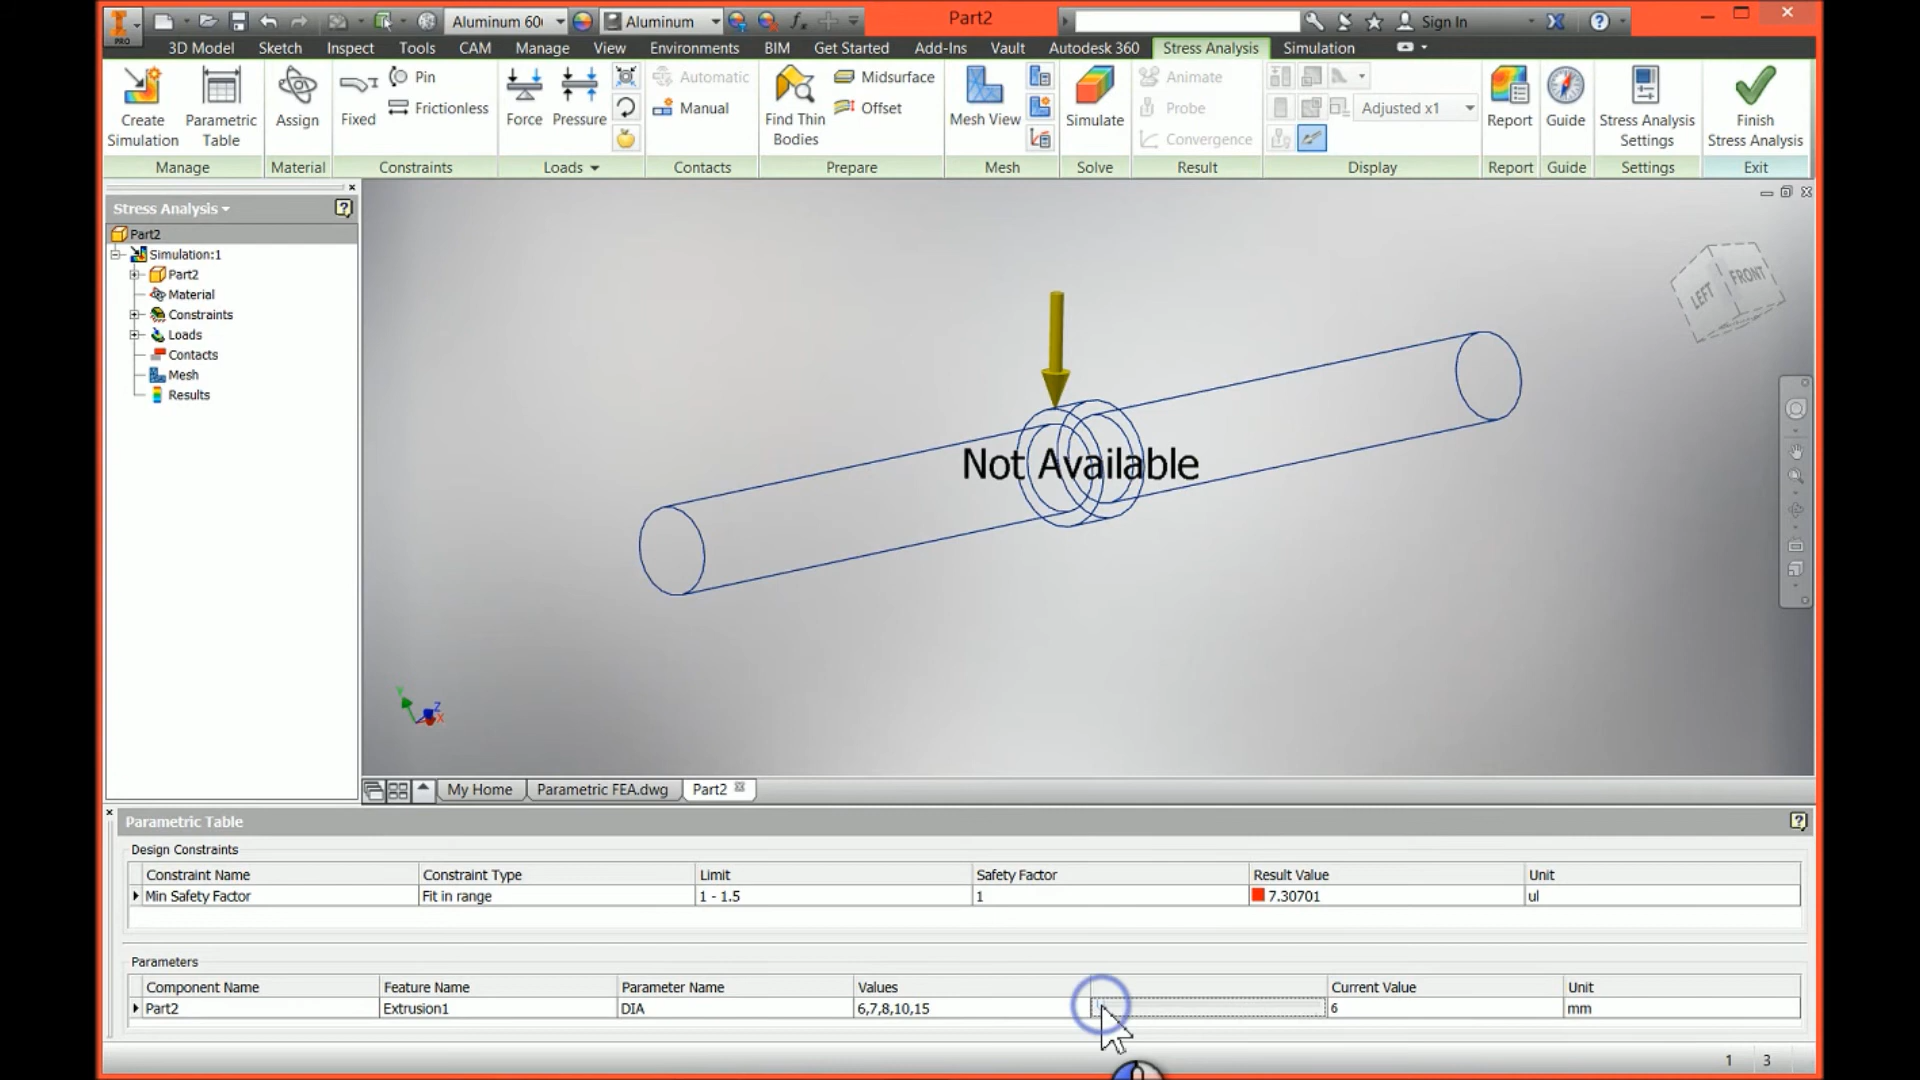 PRO
Aluminum 60
Aluminum
Part2
Sign In
3D Model Sketch Inspect Tools CAM Manage View Environments BIM Get Started Add-Ins Vault Autodesk 360 Stress Analysis Simulation
Create Simulation
Parametric Table
Assign
Fixed
Pin
Frictionless
Force
Pressure
Automatic
Manual
Find Thin Bodies
Midsurface
Offset
Mesh View
Simulate
Animate
Probe
Convergence
Adjusted x1
Report
Guide
Stress Analysis Settings
Finish Stress Analysis
Manage Material Constraints Loads Contacts Prepare Mesh Solve Result Display Report Guide Settings Exit
Stress Analysis
Part2
Simulation:1
Part2
Material
Constraints
Loads
Contacts
Mesh
Results
LEFT
FRONT
Not Available
Y
Z
X
My Home Parametric FEA.dwg Part2
Parametric Table
Design Constraints
Constraint Name Constraint Type Limit Safety Factor Result Value Unit
Min Safety Factor Fit in range 1 - 1.5 1 7.30701 ul
Parameters
Component Name Feature Name Parameter Name Values Current Value Unit
Part2 Extrusion1 DIA 6,7,8,10,15 6 mm
1 3